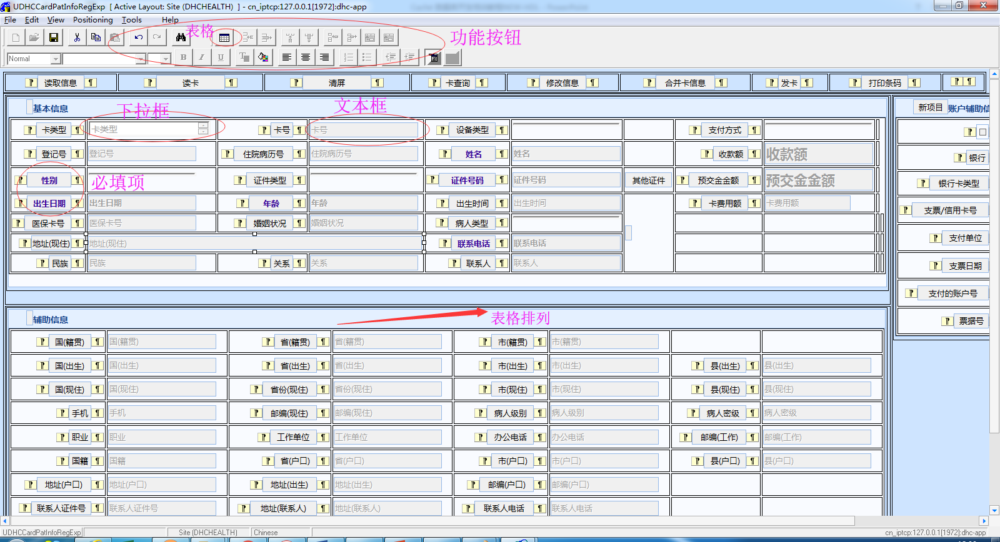 UDHCCardPatInfoRegExp [ Active Layout: Site (DHCHEALTH) ] - cn_iptcp:127.0.0.1[1972]:dhc-app
File Edit View Positioning Tools Help
表格
功能按钮
Normal
B I U T
读取信息 读卡 清屏 卡查询 修改信息 合并卡信息 发卡 打印条码
基本信息 下拉框 文本框 新项目 账户辅助信
卡类型 卡类型 卡号 卡号 设备类型 支付方式
登记号 登记号 住院病历号 住院病历号 姓名 姓名 收款额 收款额 银行
性别 必填项 证件类型 证件号码 证件号码 其他证件 预交金金额 预交金金额 银行卡类型
出生日期 出生日期 年龄 年龄 出生时间 出生时间 卡费用额 卡费用额 支票/信用卡号
医保卡号 医保卡号 婚姻状况 婚姻状况 病人类型
地址(现住) 地址(现住) 联系电话 联系电话 支付单位
民族 民族 关系 关系 联系人 联系人 支票日期
支付的账户号
辅助信息 表格排列 票据号
国(籍贯) 国(籍贯) 省(籍贯) 省(籍贯) 市(籍贯) 市(籍贯)
国(出生) 国(出生) 省(出生) 省(出生) 市(出生) 市(出生) 县(出生) 县(出生)
国(现住) 国(现住) 省份(现住) 省份(现住) 市(现住) 市(现住) 县(现住) 县(现住)
手机 手机 邮编(现住) 邮编(现住) 病人级别 病人级别 病人密级 病人密级
职业 职业 工作单位 工作单位 办公电话 办公电话 邮编(工作) 邮编(工作)
国籍 国籍 省(户口) 省(户口) 市(户口) 市(户口) 县(户口) 县(户口)
地址(户口) 地址(户口) 地址(出生) 地址(出生) 邮编(户口) 邮编(户口)
联系人证件号 联系人证件号 地址(联系人) 地址(联系人) 联系人电话 联系人电话
UDHCCardPatInfoRegExp Site (DHCHEALTH) Chinese cn_iptcp:127.0.0.1[1972]:dhc-app